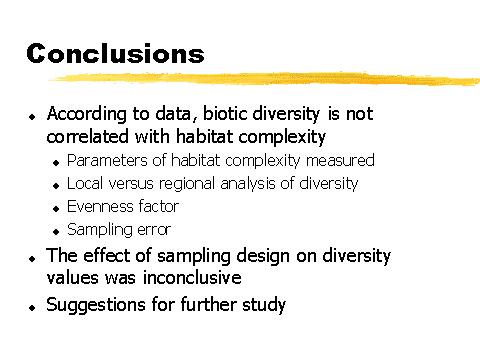 Conclusions
According to data, biotic diversity is not
correlated with habitat complexity
Parameters of habitat complexity measured
Local versus regional analysis of diversity
Evenness factor
Sampling error
The effect of sampling design on diversity
values was inconclusive
Suggestions for further study